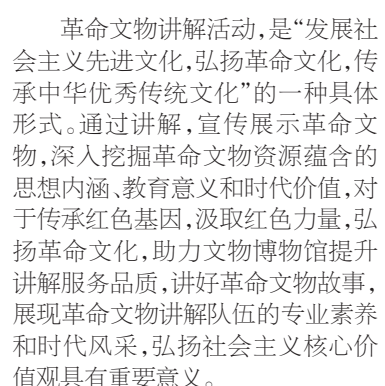 革命文物讲解活动，是“发展社
会主义先进文化，弘扬革命文化，传
承中华优秀传统文化”的一种具体
形式。通过讲解，宣传展示革命文
物，深入挖掘革命文物资源蕴含的
思想内涵、教育意义和时代价值，对
于传承红色基因，汲取红色力量，弘
扬革命文化，助力文物博物馆提升
讲解服务品质，讲好革命文物故事，
展现革命文物讲解队伍的专业素养
和时代风采，弘扬社会主义核心价
值观具有重要意义。